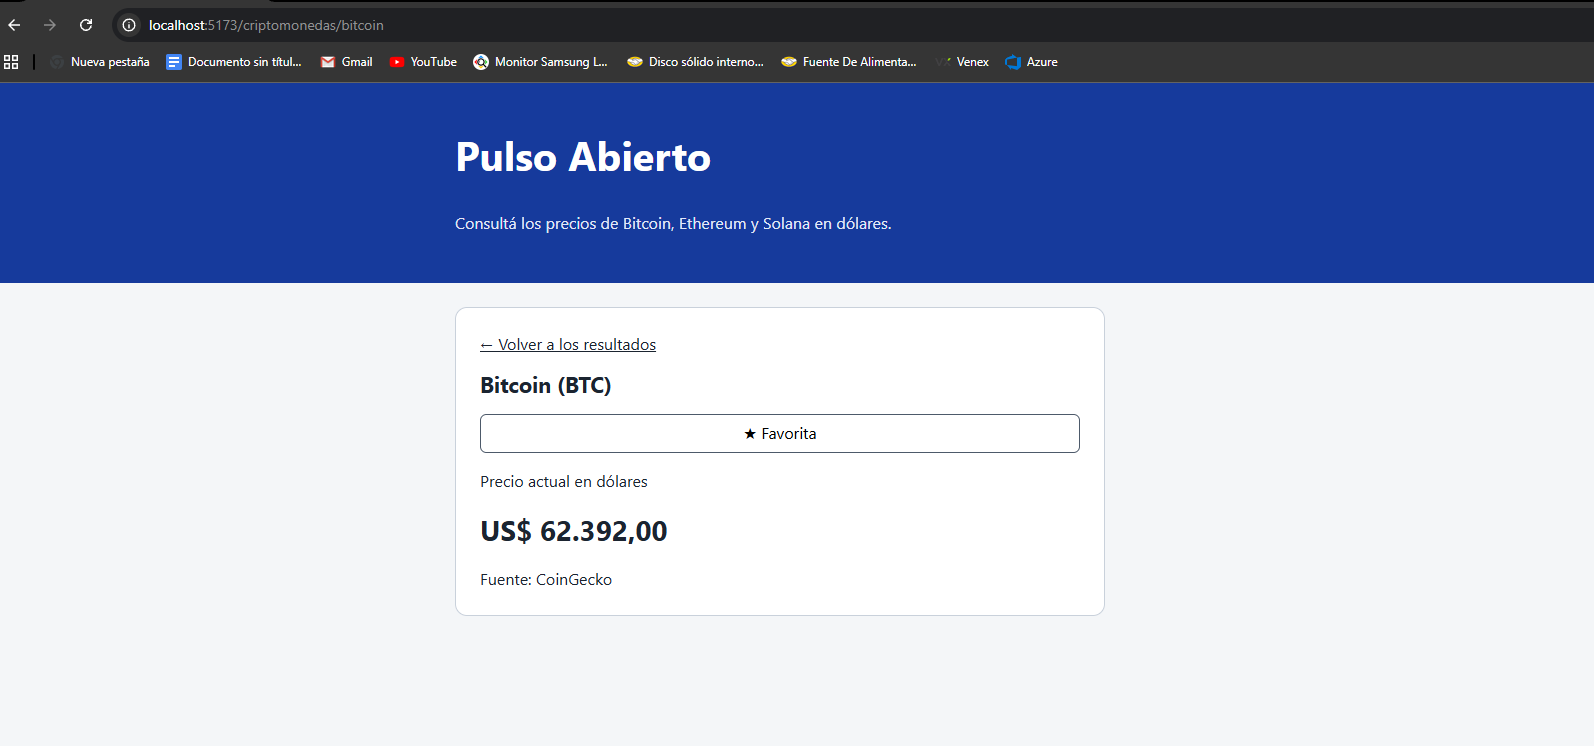 localhost:5173/criptomonedas/bitcoin
Nueva pestaña Documento sin títul... Gmail YouTube Monitor Samsung L... Disco sólido interno... Fuente De Alimenta... Venex Azure
Pulso Abierto
Consultá los precios de Bitcoin, Ethereum y Solana en dólares.
← Volver a los resultados
Bitcoin (BTC)
★ Favorita
Precio actual en dólares
US$ 62.392,00
Fuente: CoinGecko